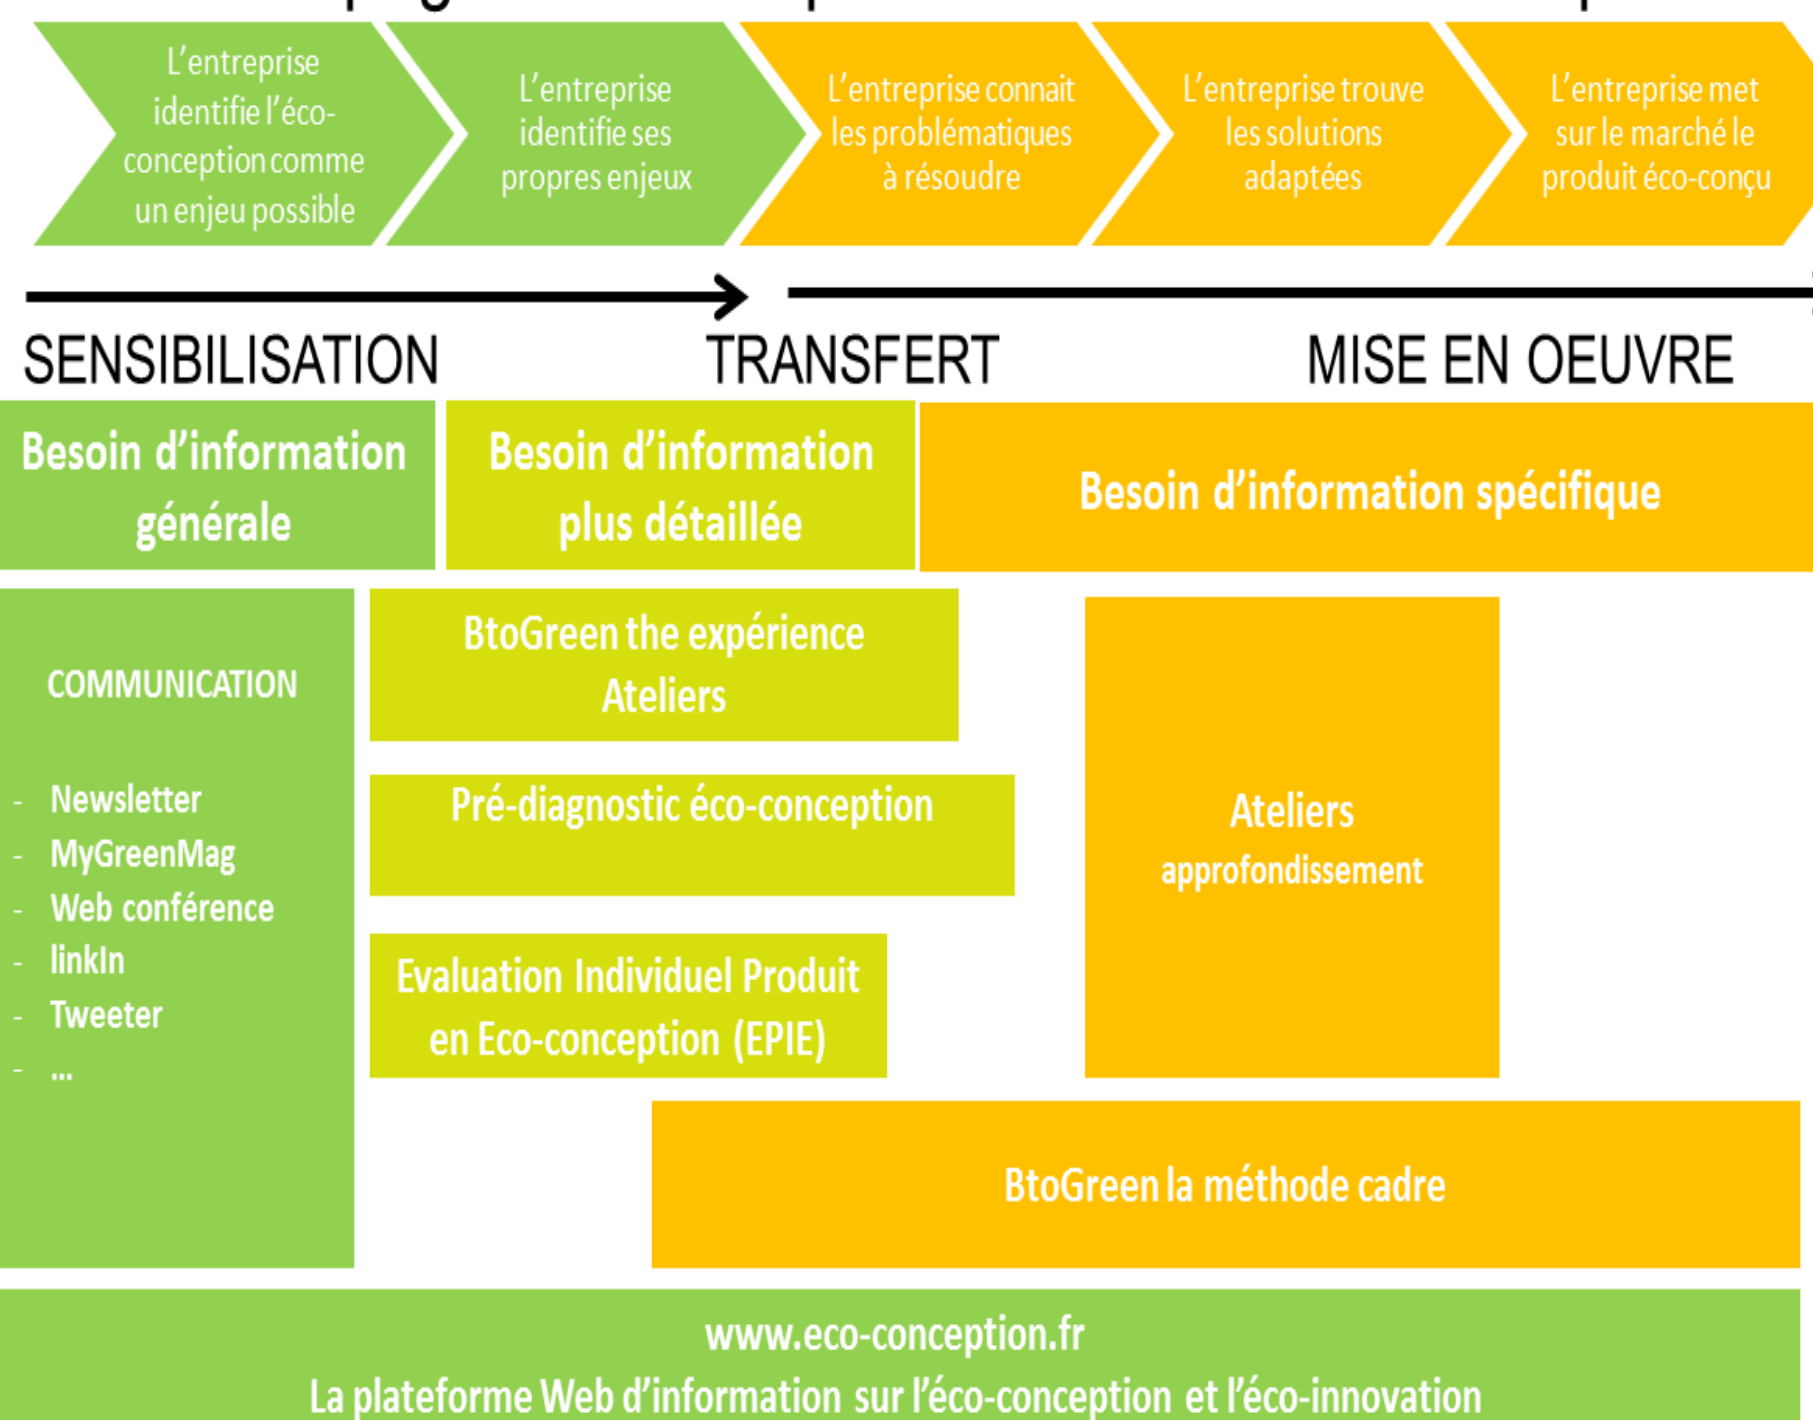 L'entreprise
identifie l'éco-
conception comme
un enjeu possible
L'entreprise
identifie ses
propres enjeux
L'entreprise connait
les problématiques
à résoudre
L'entreprise trouve
les solutions
adaptées
L'entreprise met
sur le marché le
produit éco-conçu
SENSIBILISATION
TRANSFERT
MISE EN OEUVRE
Besoin d'information
générale
Besoin d'information
plus détaillée
Besoin d'information spécifique
COMMUNICATION
- Newsletter
- MyGreenMag
- Web conférence
- linkIn
- Tweeter
- ...
BtoGreen the expérience
Ateliers
Pré-diagnostic éco-conception
Evaluation Individuel Produit
en Eco-conception (EPIE)
Ateliers
approfondissement
BtoGreen la méthode cadre
www.eco-conception.fr
La plateforme Web d'information sur l'éco-conception et l'éco-innovation